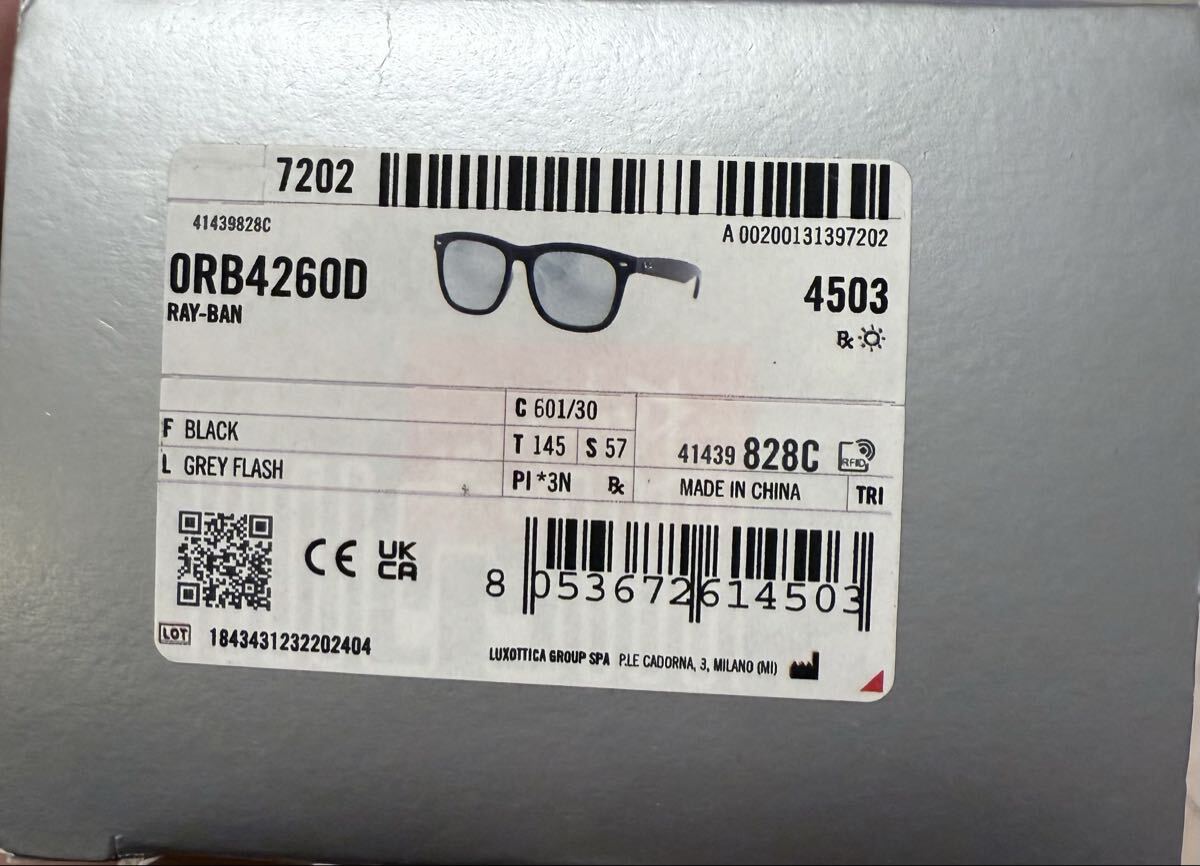 7202
A 00200131397202
41439828C
0RB4260D
RAY-BAN
4503
Rx
C 601/30
F BLACK
T 145 S 57
41439 828C
RFID
L GREY FLASH
PI *3N Rx
MADE IN CHINA
TRI
CE UK CA
8 053672 614503
LOT 1843431232202404
LUXOTTICA GROUP SPA P.LE CADORNA, 3, MILANO (MI)